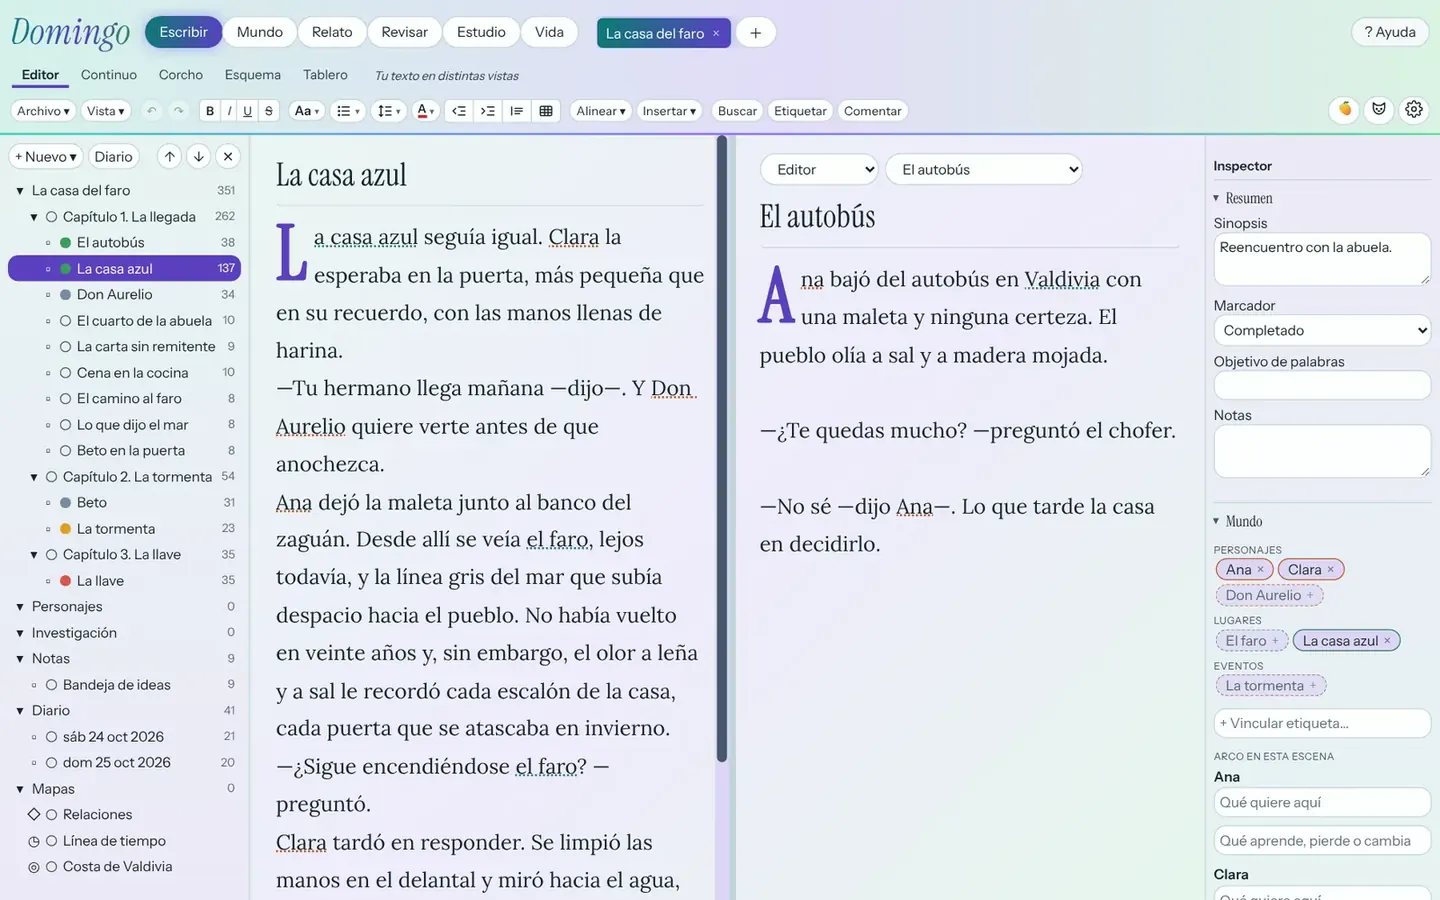 Domingo
Escribir
Mundo
Relato
Revisar
Estudio
Vida
La casa del faro ×
+
? Ayuda
Editor
Continuo
Corcho
Esquema
Tablero
Tu texto en distintas vistas
Archivo ▾
Vista ▾
B
I
U
S
Aa ▾
A ▾
Alinear ▾
Insertar ▾
Buscar
Etiquetar
Comentar
+ Nuevo ▾
Diario
La casa del faro 351
Capítulo 1. La llegada 262
El autobús 38
La casa azul 137
Don Aurelio 34
El cuarto de la abuela 10
La carta sin remitente 9
Cena en la cocina 10
El camino al faro 8
Lo que dijo el mar 8
Beto en la puerta 8
Capítulo 2. La tormenta 54
Beto 31
La tormenta 23
Capítulo 3. La llave 35
La llave 35
Personajes 0
Investigación 0
Notas 9
Bandeja de ideas 9
Diario 41
sáb 24 oct 2026 21
dom 25 oct 2026 20
Mapas 0
Relaciones
Línea de tiempo
Costa de Valdivia
La casa azul
La casa azul seguía igual. Clara la
esperaba en la puerta, más pequeña que
en su recuerdo, con las manos llenas de
harina.
—Tu hermano llega mañana —dijo—. Y Don
Aurelio quiere verte antes de que
anochezca.
Ana dejó la maleta junto al banco del
zaguán. Desde allí se veía el faro, lejos
todavía, y la línea gris del mar que subía
despacio hacia el pueblo. No había vuelto
en veinte años y, sin embargo, el olor a leña
y a sal le recordó cada escalón de la casa,
cada puerta que se atascaba en invierno.
—¿Sigue encendiéndose el faro? —
preguntó.
Clara tardó en responder. Se limpió las
manos en el delantal y miró hacia el agua,
Editor
El autobús
El autobús
Ana bajó del autobús en Valdivia con
una maleta y ninguna certeza. El
pueblo olía a sal y a madera mojada.
—¿Te quedas mucho? —preguntó el chofer.
—No sé —dijo Ana—. Lo que tarde la casa
en decidirlo.
Inspector
Resumen
Sinopsis
Reencuentro con la abuela.
Marcador
Completado
Objetivo de palabras
Notas
Mundo
PERSONAJES
Ana × Clara ×
Don Aurelio +
LUGARES
El faro + La casa azul ×
EVENTOS
La tormenta +
+ Vincular etiqueta...
ARCO EN ESTA ESCENA
Ana
Qué quiere aquí
Qué aprende, pierde o cambia
Clara
Qué quiere aquí